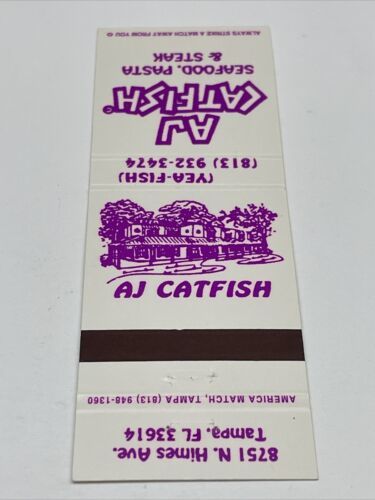 ALWAYS STRIKE A MATCH AWAY FROM YOU ©
AJ
CATFISH©
SEAFOOD, PASTA
& STEAK
(813) 932-3474
(YEA-FISH)
AJ CATFISH
AMERICA MATCH, TAMPA (813) 948-1360
8751 N. Himes Ave.
Tampa, FL 33614